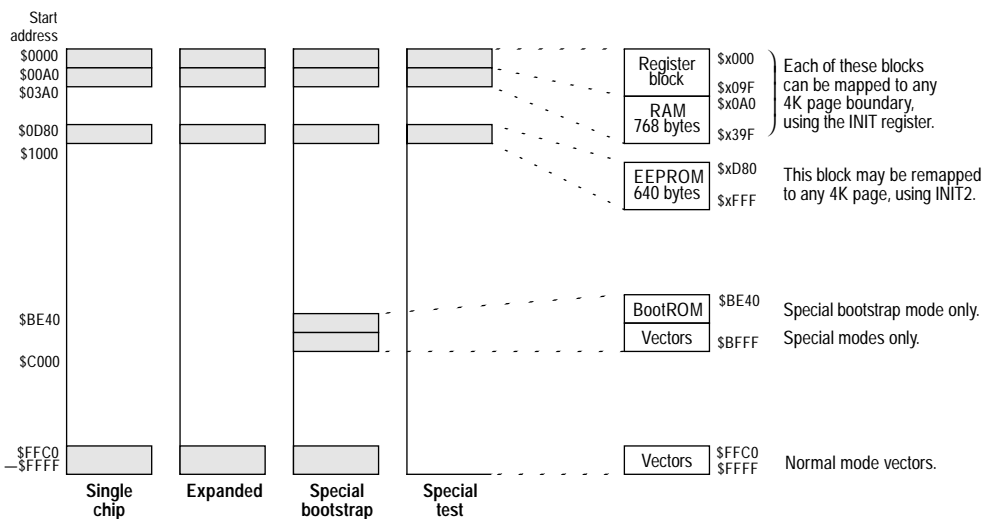 Start
address
$0000
$00A0
$03A0
$0D80
$1000
$BE40
$C000
$FFC0
—$FFFF
Single
chip
Expanded
Special
bootstrap
Special
test
Register
block
$x000
$x09F
RAM
768 bytes
$x0A0
$x39F
Each of these blocks
can be mapped to any
4K page boundary,
using the INIT register.
EEPROM
640 bytes
$xD80
$xFFF
This block may be remapped
to any 4K page, using INIT2.
BootROM
$BE40
Special bootstrap mode only.
Vectors
$BFFF
Special modes only.
Vectors
$FFC0
$FFFF
Normal mode vectors.